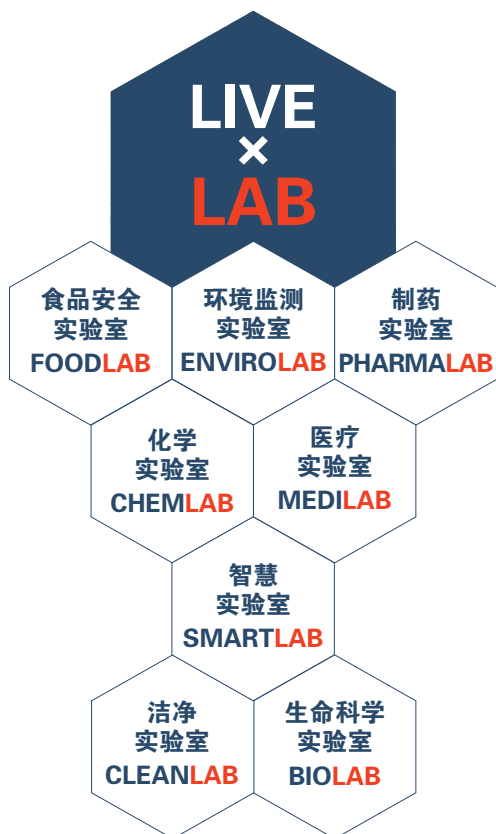 LIVE
×
LAB
食品安全
实验室
FOODLAB
环境监测
实验室
ENVIROLAB
制药
实验室
PHARMALAB
化学
实验室
CHEMLAB
医疗
实验室
MEDILAB
智慧
实验室
SMARTLAB
洁净
实验室
CLEANLAB
生命科学
实验室
BIOLAB